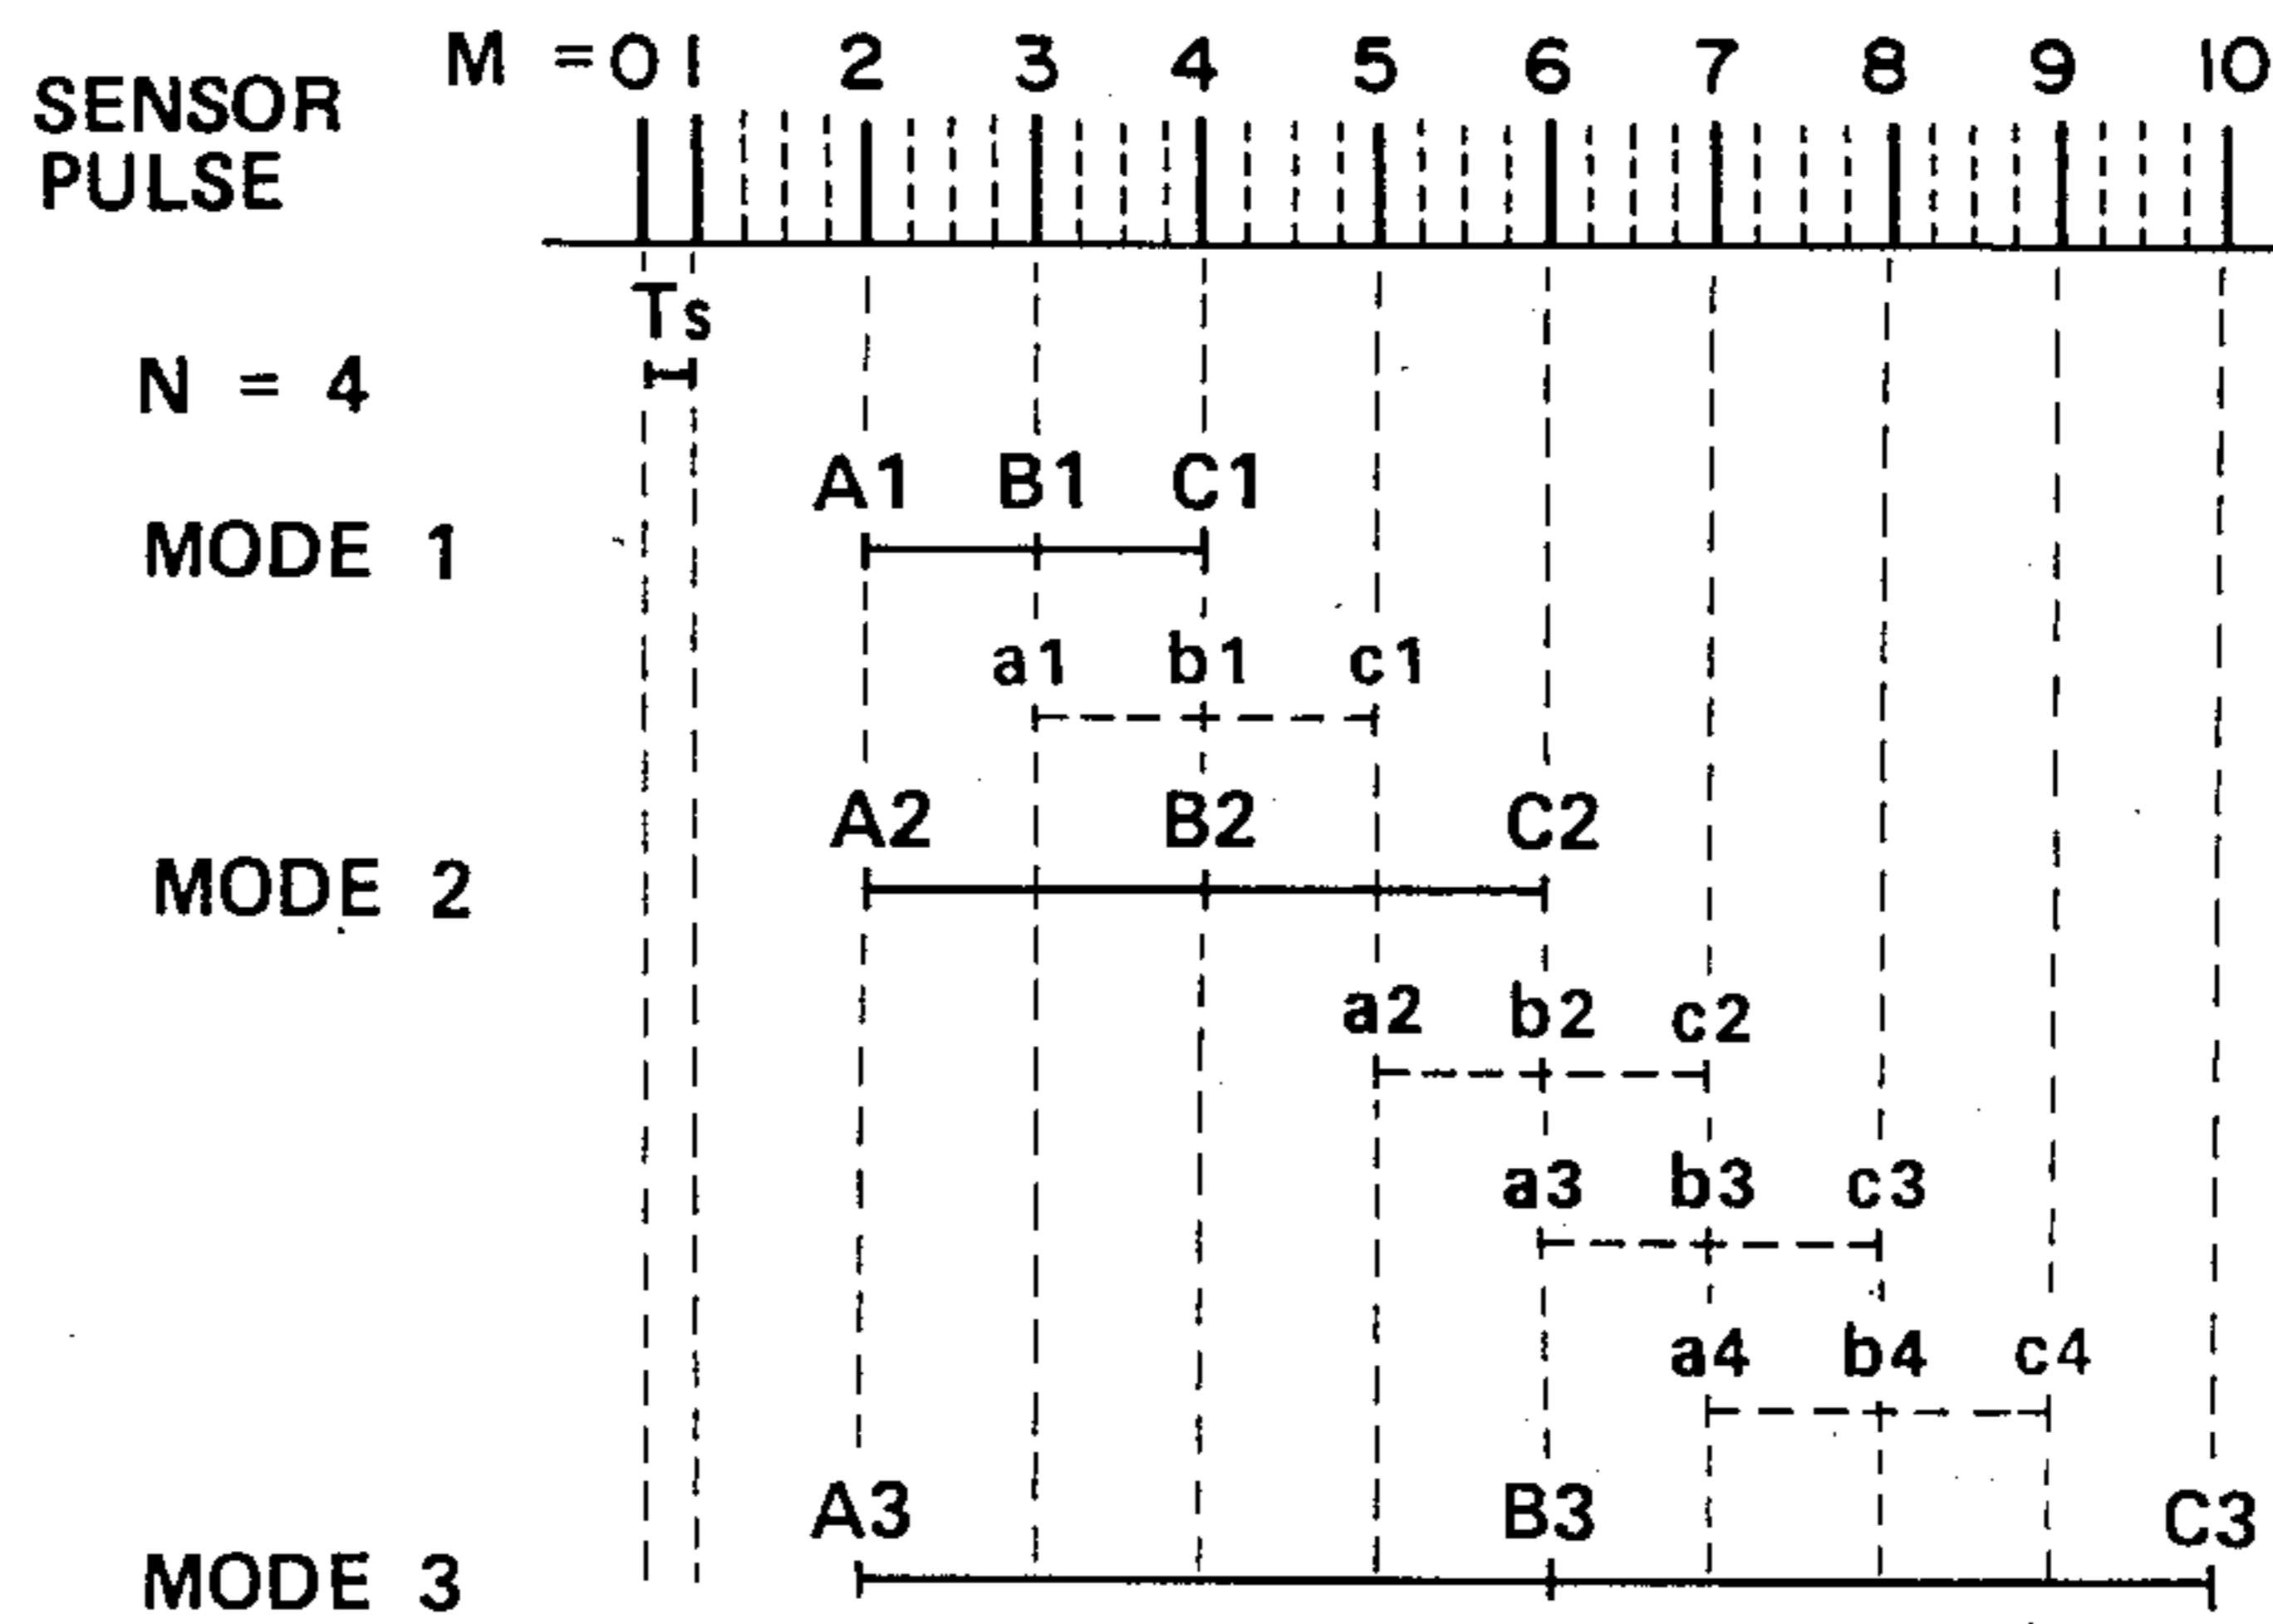 M = 0 1 2 3 4 5 6 7 8 9 10
SENSOR
PULSE
Ts
N = 4
A1 B1 C1
MODE 1
a1 b1 c1
A2 B2 C2
MODE 2
a2 b2 c2
a3 b3 c3
a4 b4 c4
A3 B3 C3
MODE 3